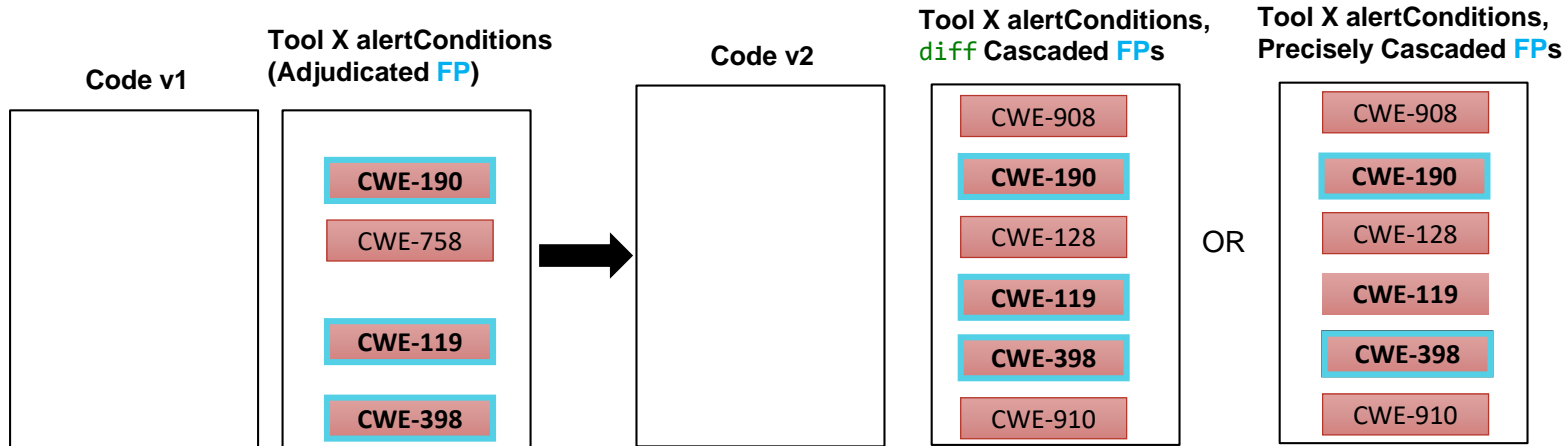 Code v1
Tool X alertConditions
(Adjudicated FP)
CWE-190
CWE-758
CWE-119
CWE-398
Code v2
Tool X alertConditions,
diff Cascaded FPs
CWE-908
CWE-190
CWE-128
CWE-119
CWE-398
CWE-910
OR
Tool X alertConditions,
Precisely Cascaded FPs
CWE-908
CWE-190
CWE-128
CWE-119
CWE-398
CWE-910